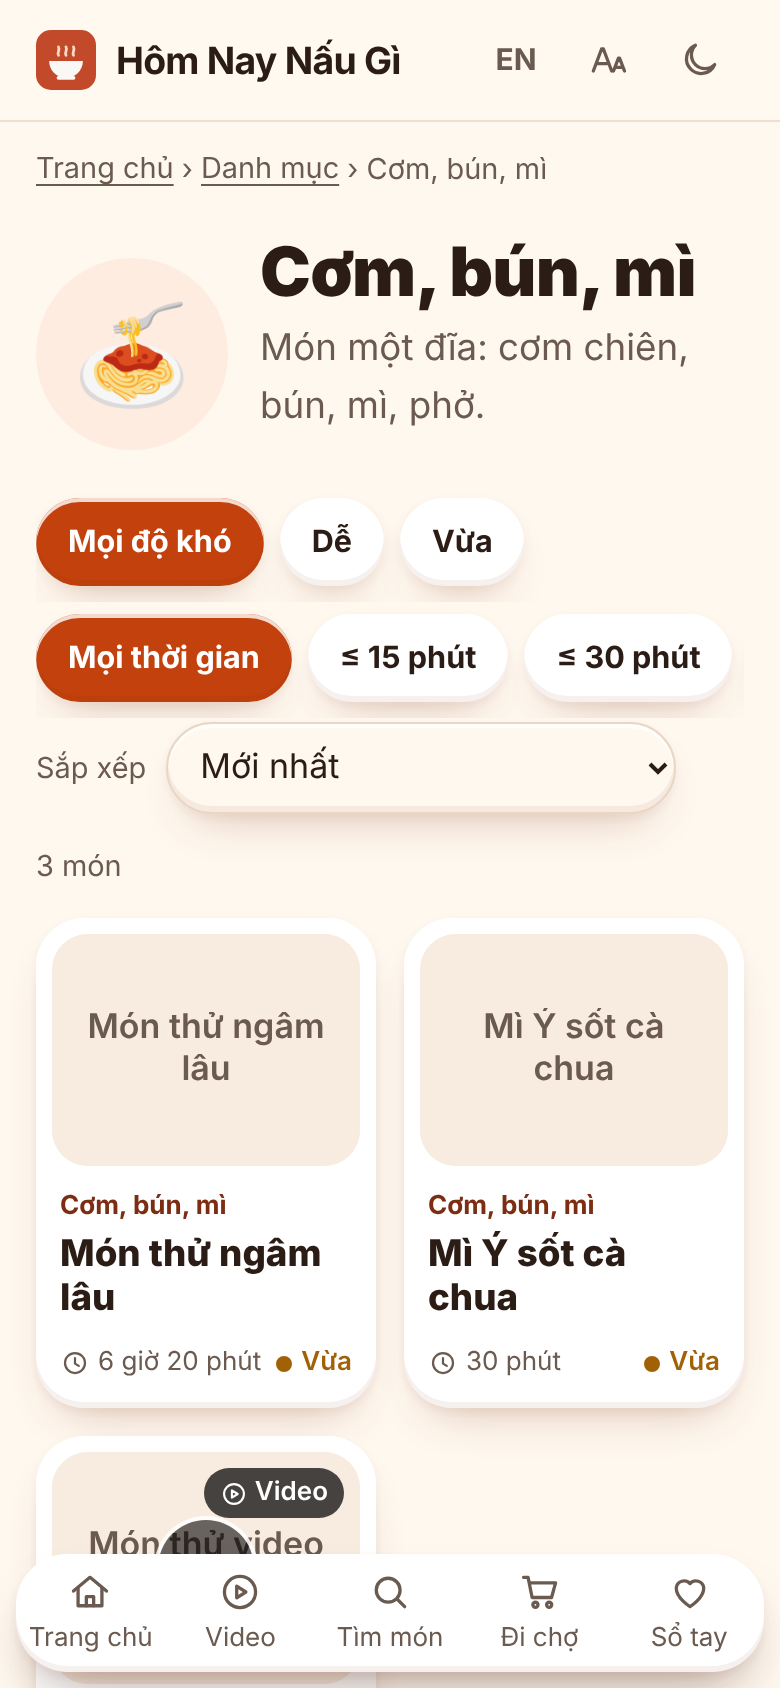 Hôm Nay Nấu Gì
EN
AA
Trang chủ › Danh mục › Cơm, bún, mì
Cơm, bún, mì
Món một đĩa: cơm chiên,
bún, mì, phở.
Mọi độ khó
Dễ
Vừa
Mọi thời gian
≤ 15 phút
≤ 30 phút
Sắp xếp
Mới nhất
3 món
Món thử ngâm
lâu
Cơm, bún, mì
Món thử ngâm
lâu
6 giờ 20 phút
Vừa
Mì Ý sốt cà
chua
Cơm, bún, mì
Mì Ý sốt cà
chua
30 phút
Vừa
Video
Món thử video
Trang chủ
Video
Tìm món
Đi chợ
Sổ tay